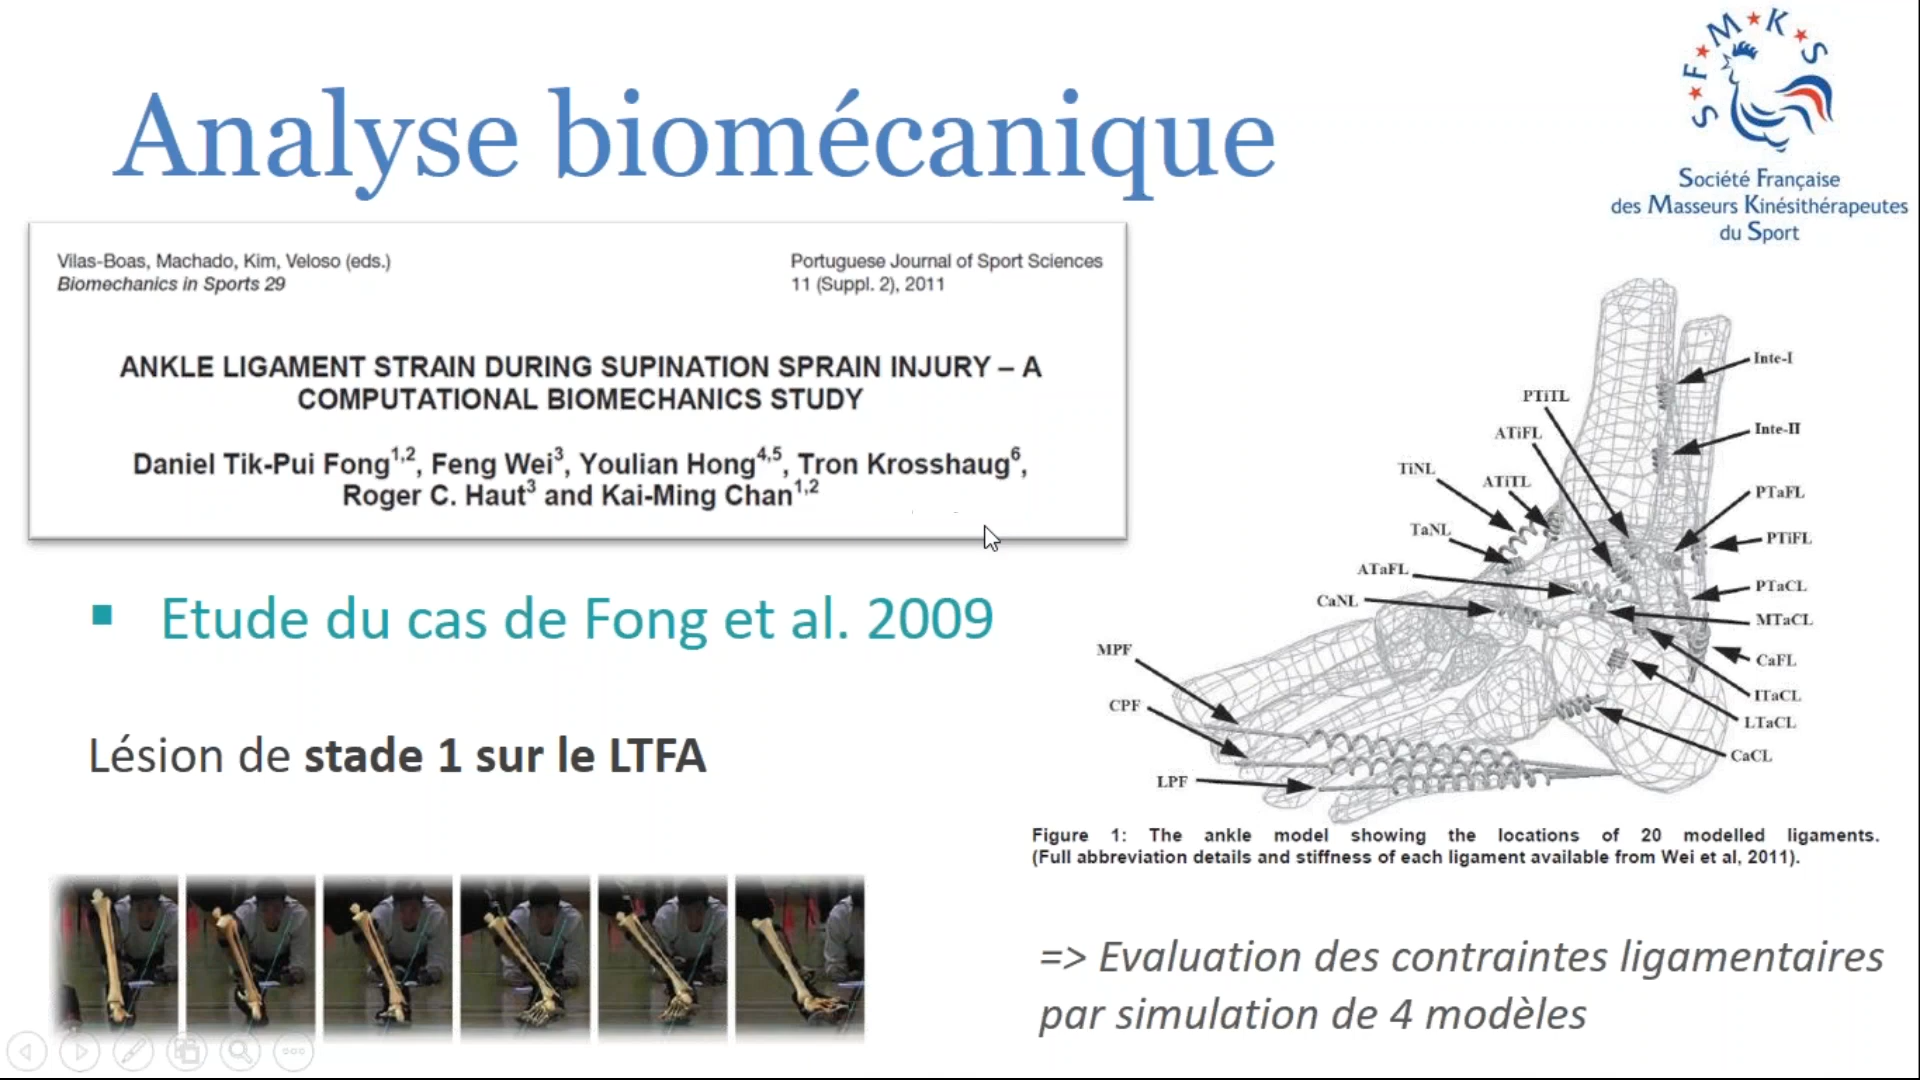 Analyse biomécanique
S★F★M★K★S
Société Française
des Masseurs Kinésithérapeutes
du Sport
Vilas-Boas, Machado, Kim, Veloso (eds.)
Biomechanics in Sports 29
Portuguese Journal of Sport Sciences
11 (Suppl. 2), 2011
ANKLE LIGAMENT STRAIN DURING SUPINATION SPRAIN INJURY – A
COMPUTATIONAL BIOMECHANICS STUDY
Daniel Tik-Pui Fong1,2, Feng Wei3, Youlian Hong4,5, Tron Krosshaug6,
Roger C. Haut3 and Kai-Ming Chan1,2
▪ Etude du cas de Fong et al. 2009
Lésion de stade 1 sur le LTFA
Inte-I
PTiTL
Inte-II
ATiFL
TiNL
ATiTL
PTaFL
TaNL
PTiFL
ATaFL
PTaCL
CaNL
MTaCL
MPF
CaFL
ITaCL
CPF
LTaCL
CaCL
LPF
Figure 1: The ankle model showing the locations of 20 modelled ligaments.
(Full abbreviation details and stiffness of each ligament available from Wei et al, 2011).
=> Evaluation des contraintes ligamentaires
par simulation de 4 modèles